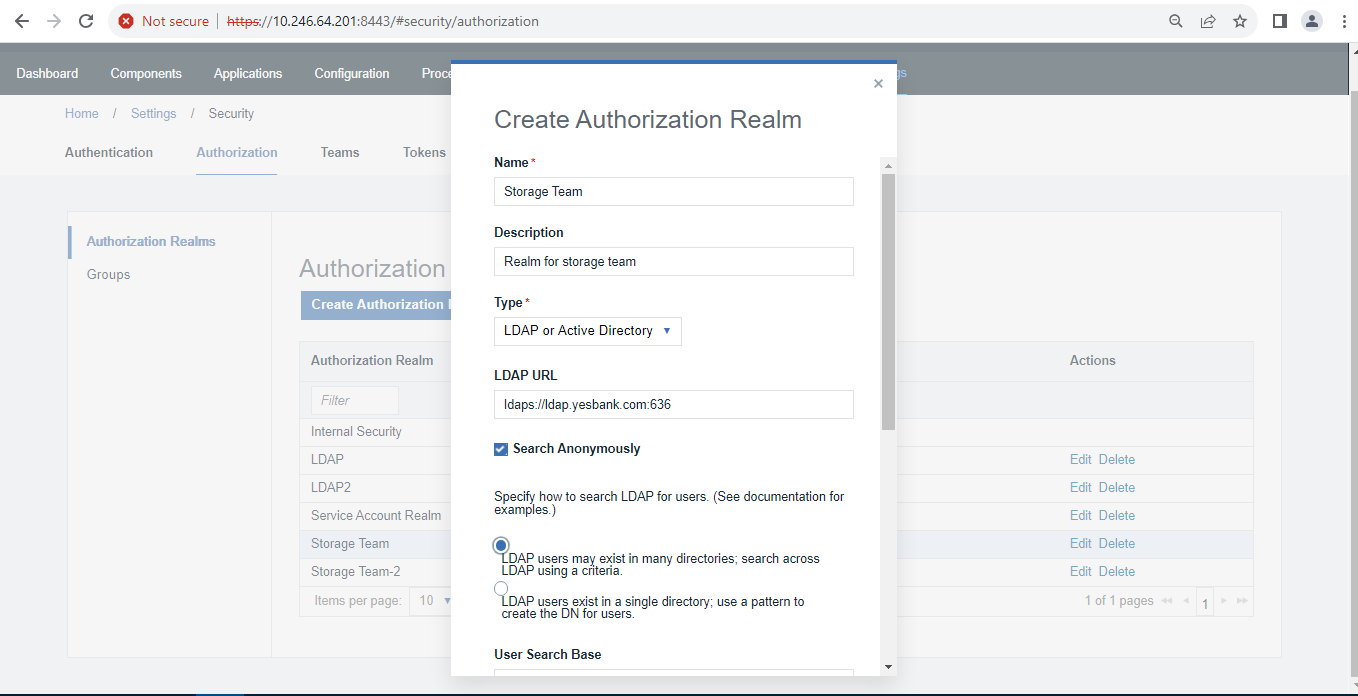 Not secure
https://10.246.64.201:8443/#security/authorization
Dashboard Components Applications Configuration
Home / Settings / Security
Authentication Authorization Teams Tokens
Authorization Realms
Groups
Authorization
Create Authorization
Authorization Realm Actions
Filter
Internal Security
LDAP Edit Delete
LDAP2 Edit Delete
Service Account Realm Edit Delete
Storage Team Edit Delete
Storage Team-2 Edit Delete
Items per page: 10 1 of 1 pages 1
×
Create Authorization Realm
Name *
Storage Team
Description
Realm for storage team
Type *
LDAP or Active Directory
LDAP URL
ldaps://ldap.yesbank.com:636
Search Anonymously
Specify how to search LDAP for users. (See documentation for
examples.)
LDAP users may exist in many directories; search across
LDAP using a criteria.
LDAP users exist in a single directory; use a pattern to
create the DN for users.
User Search Base